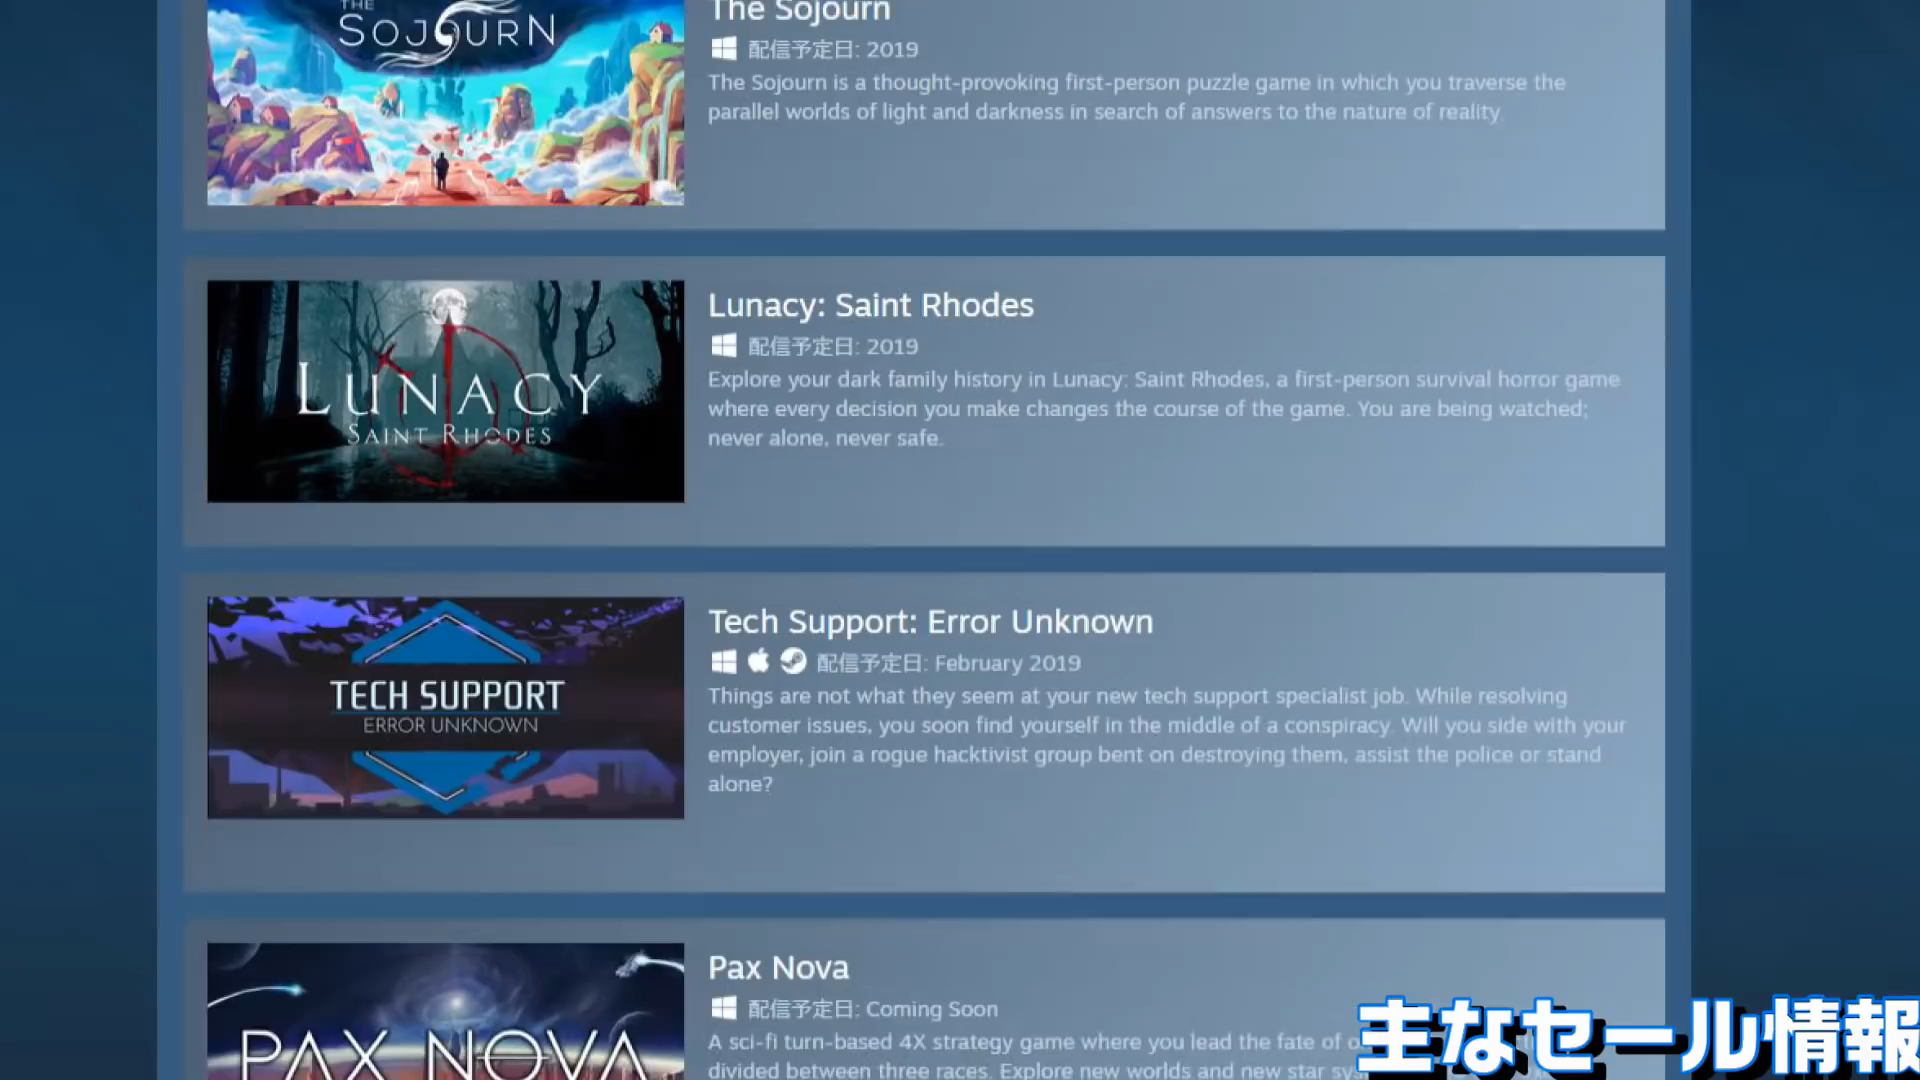 THE
SOJOURN
The Sojourn
配信予定日: 2019
The Sojourn is a thought-provoking first-person puzzle game in which you traverse the
parallel worlds of light and darkness in search of answers to the nature of reality.
LUNACY
SAINT RHODES
Lunacy: Saint Rhodes
配信予定日: 2019
Explore your dark family history in Lunacy: Saint Rhodes, a first-person survival horror game
where every decision you make changes the course of the game. You are being watched;
never alone, never safe.
TECH SUPPORT
ERROR UNKNOWN
Tech Support: Error Unknown
配信予定日: February 2019
Things are not what they seem at your new tech support specialist job. While resolving
customer issues, you soon find yourself in the middle of a conspiracy. Will you side with your
employer, join a rogue hacktivist group bent on destroying them, assist the police or stand
alone?
PAX NOVA
Pax Nova
配信予定日: Coming Soon
A sci-fi turn-based 4X strategy game where you lead the fate of
divided between three races. Explore new worlds and new star
主なセール情報